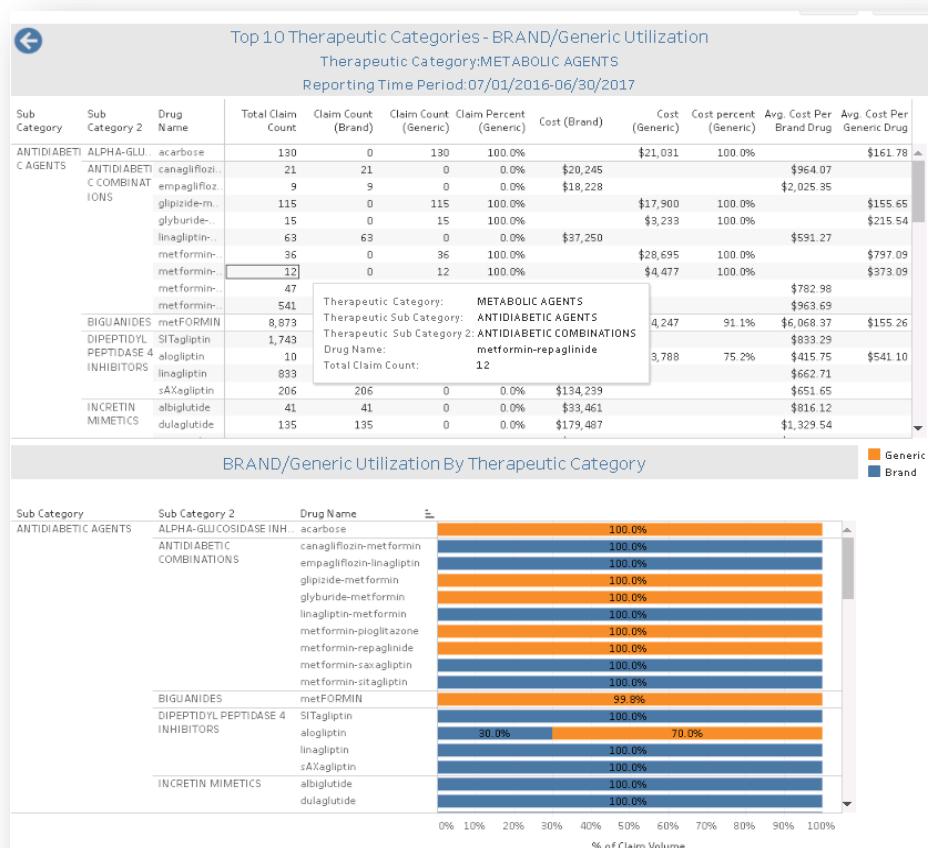 Top 10 Therapeutic Categories - BRAND/Generic Utilization
Therapeutic Category:METABOLIC AGENTS
Reporting Time Period:07/01/2016-06/30/2017
Sub Category Sub Category 2 Drug Name Total Claim Count Claim Count (Brand) Claim Count (Generic) Claim Percent (Generic) Cost (Brand) Cost (Generic) Cost percent (Generic) Avg. Cost Per Brand Drug Avg. Cost Per Generic Drug
ANTIDIABETI C AGENTS ALPHA-GLU.. acarbose 130 0 130 100.0% $21,031 100.0% $161.78
ANTIDIABETI C COMBINAT IONS canagliflozi.. 21 21 0 0.0% $20,245 $964.07
empaglifloz.. 9 9 0 0.0% $18,228 $2,025.35
glipizide-m.. 115 0 115 100.0% $17,900 100.0% $155.65
glyburide-.. 15 0 15 100.0% $3,233 100.0% $215.54
linagliptin-.. 63 63 0 0.0% $37,250 $591.27
metformin-.. 36 0 36 100.0% $28,695 100.0% $797.09
metformin-.. 12 0 12 100.0% $4,477 100.0% $373.09
metformin-.. 47 $782.98
metformin-.. 541 $963.69
BIGUANIDES metFORMIN 8,873 4,247 91.1% $6,068.37 $155.26
DIPEPTIDYL PEPTIDASE 4 INHIBITORS SITagliptin 1,743 $833.29
alogliptin 10 3,788 75.2% $415.75 $541.10
linagliptin 833 $662.71
sAXagliptin 206 206 0 0.0% $134,239 $651.65
INCRETIN MIMETICS albiglutide 41 41 0 0.0% $33,461 $816.12
dulaglutide 135 135 0 0.0% $179,487 $1,329.54
Therapeutic Category: METABOLIC AGENTS
Therapeutic Sub Category: ANTIDIABETIC AGENTS
Therapeutic Sub Category 2: ANTIDIABETIC COMBINATIONS
Drug Name: metformin-repaglinide
Total Claim Count: 12
BRAND/Generic Utilization By Therapeutic Category
Generic
Brand
Sub Category Sub Category 2 Drug Name
ANTIDIABETIC AGENTS ALPHA-GLUCOSIDASE INH.. acarbose 100.0%
ANTIDIABETIC COMBINATIONS canagliflozin-metformin 100.0%
empagliflozin-linagliptin 100.0%
glipizide-metformin 100.0%
glyburide-metformin 100.0%
linagliptin-metformin 100.0%
metformin-pioglitazone 100.0%
metformin-repaglinide 100.0%
metformin-saxagliptin 100.0%
metformin-sitagliptin 100.0%
BIGUANIDES metFORMIN 99.8%
DIPEPTIDYL PEPTIDASE 4 INHIBITORS SITagliptin 100.0%
alogliptin 30.0% 70.0%
linagliptin 100.0%
sAXagliptin 100.0%
INCRETIN MIMETICS albiglutide 100.0%
dulaglutide 100.0%
0% 10% 20% 30% 40% 50% 60% 70% 80% 90% 100%
% of Claim Volume